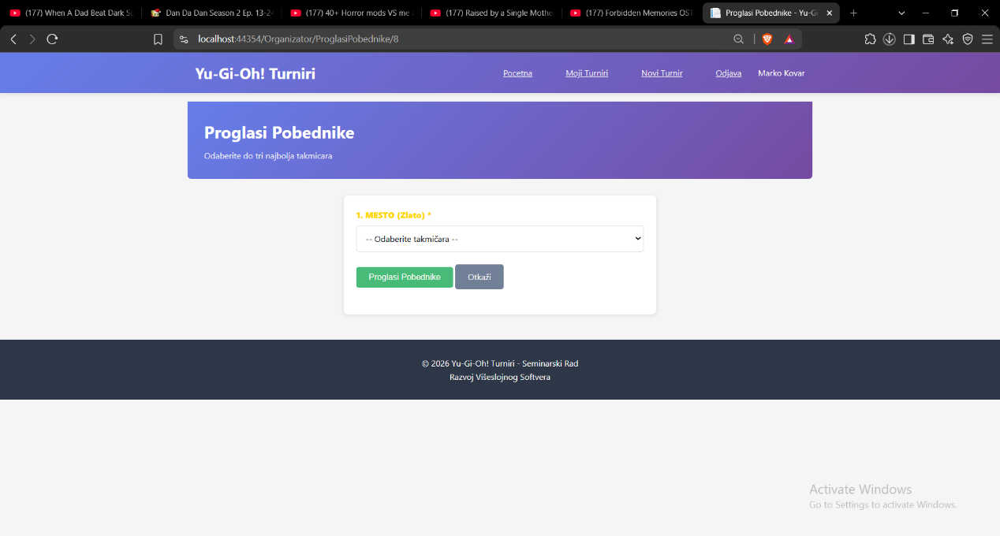 (177) When A Dad Beat Dark So
Dan Da Dan Season 2 Ep. 13-24
(177) 40+ Horror mods VS me a
(177) Raised by a Single Mothe
(177) Forbidden Memories OST
Proglasi Pobednike - Yu-Gi-
localhost:44354/Organizator/ProglasiPobednike/8
Yu-Gi-Oh! Turniri
Pocetna
Moji Turniri
Novi Turnir
Odjava
Marko Kovar
Proglasi Pobednike
Odaberite do tri najbolja takmicara
1. MESTO (Zlato) *
-- Odaberite takmičara --
Proglasi Pobednike
Otkaži
© 2026 Yu-Gi-Oh! Turniri - Seminarski Rad
Razvoj Višeslojnog Softvera
Activate Windows
Go to Settings to activate Windows.